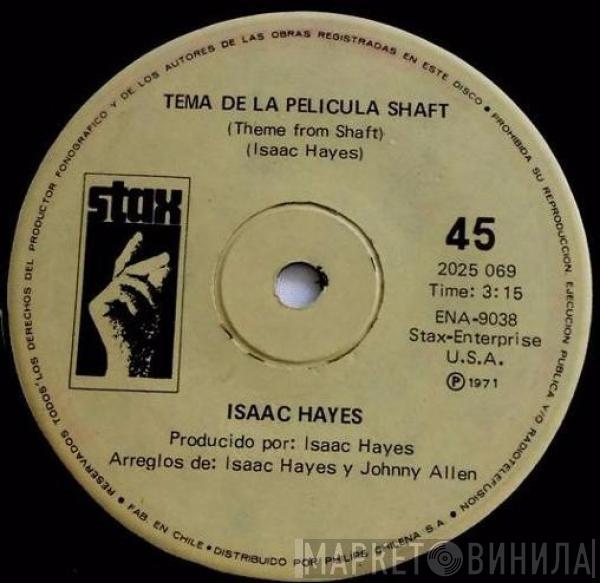 RESERVADOS TODOS LOS DERECHOS DEL PRODUCTOR FONOGRAFICO Y DE LOS AUTORES DE LAS OBRAS REGISTRADAS EN ESTE DISCO • PROHIBIDA SU REPRODUCCION, EJECUCION PUBLICA Y/O RADIOTELEFUSION
TEMA DE LA PELICULA SHAFT
(Theme from Shaft)
(Isaac Hayes)
stax
45
2025 069
Time: 3:15
ENA-9038
Stax-Enterprise
U.S.A.
Ⓟ 1971
ISAAC HAYES
Producido por: Isaac Hayes
Arreglos de: Isaac Hayes y Johnny Allen
• FAB. EN CHILE • DISTRIBUIDO POR PHILIPS CHILENA S.A. •
МАРКЕТ ВИНИЛА